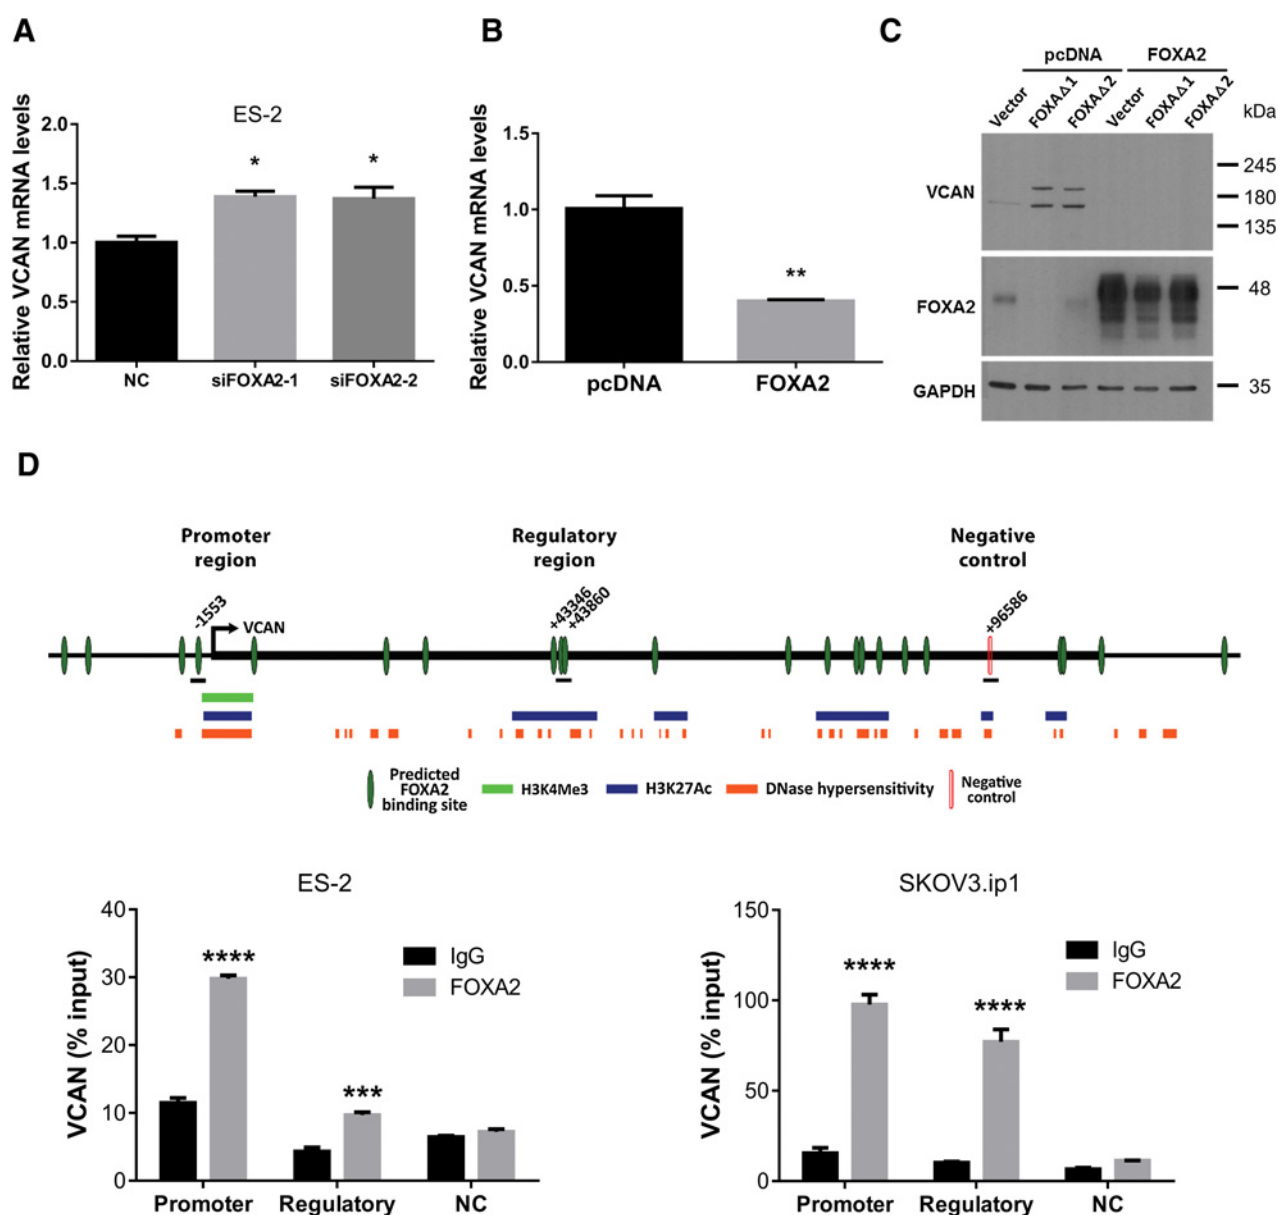 A
ES-2
Relative VCAN mRNA levels
2.0
1.5
1.0
0.5
0.0
*
*
NC
siFOXA2-1
siFOXA2-2
B
Relative VCAN mRNA levels
1.5
1.0
0.5
0.0
**
pcDNA
FOXA2
C
pcDNA
FOXA2
Vector
FOXAΔ1
FOXAΔ2
Vector
FOXAΔ1
FOXAΔ2
kDa
VCAN
245
180
135
FOXA2
48
GAPDH
35
D
Promoter
region
Regulatory
region
Negative
control
-1553
VCAN
+43346
+43860
+96586
Predicted
FOXA2
binding site
H3K4Me3
H3K27Ac
DNase hypersensitivity
Negative
control
ES-2
VCAN (% input)
40
30
20
10
0
****
***
IgG
FOXA2
Promoter
Regulatory
NC
SKOV3.ip1
VCAN (% input)
150
100
50
0
****
****
IgG
FOXA2
Promoter
Regulatory
NC